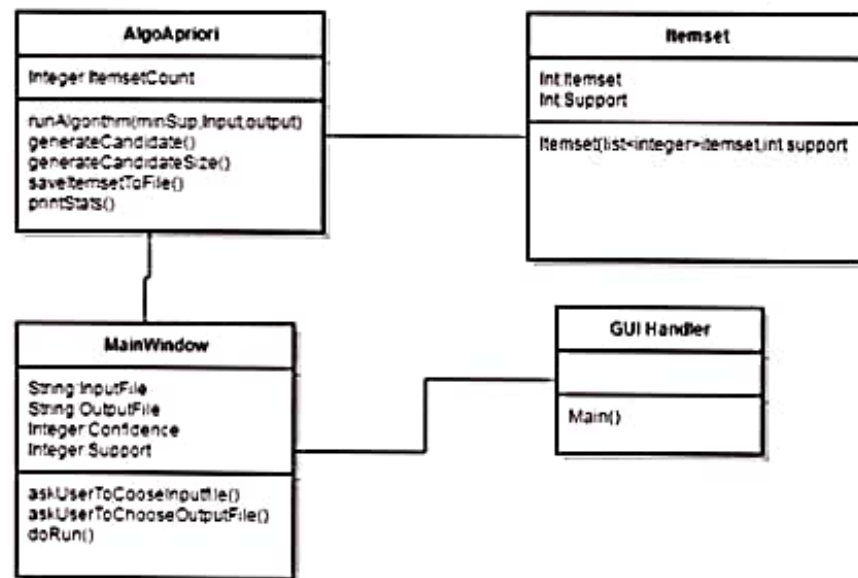 AlgoApriori
Integer ItemsetCount
runAlgorithm(minSup,Input,output)
generateCandidate()
generateCandidateSize()
saveItemsetToFile()
printStats()
Itemset
Int Itemset
Int Support
Itemset(list<integer>itemset,int support
MainWindow
String InputFile
String OutputFile
Integer Confidence
Integer Support
askUserToCooseInputfile()
askUserToChooseOutputFile()
doRun()
GUI Handler
Main()